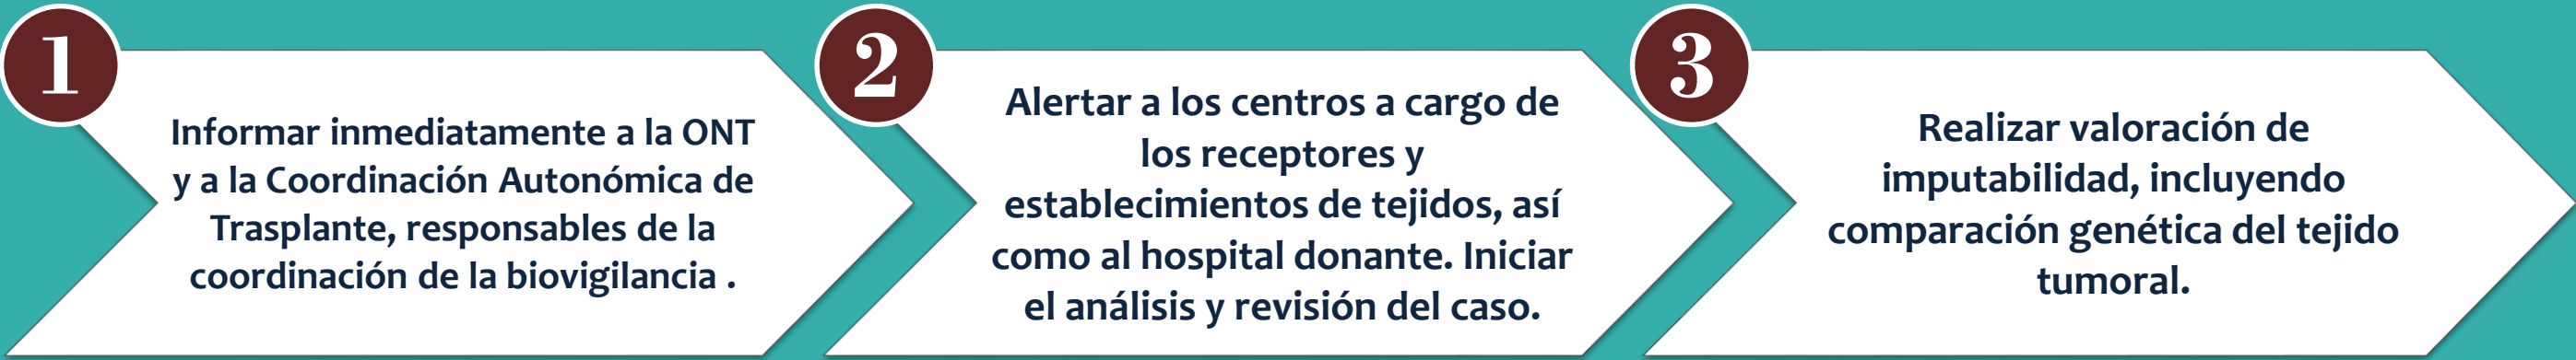 1
Informar inmediatamente a la ONT
y a la Coordinación Autonómica de
Trasplante, responsables de la
coordinación de la biovigilancia .
2
Alertar a los centros a cargo de
los receptores y
establecimientos de tejidos, así
como al hospital donante. Iniciar
el análisis y revisión del caso.
3
Realizar valoración de
imputabilidad, incluyendo
comparación genética del tejido
tumoral.